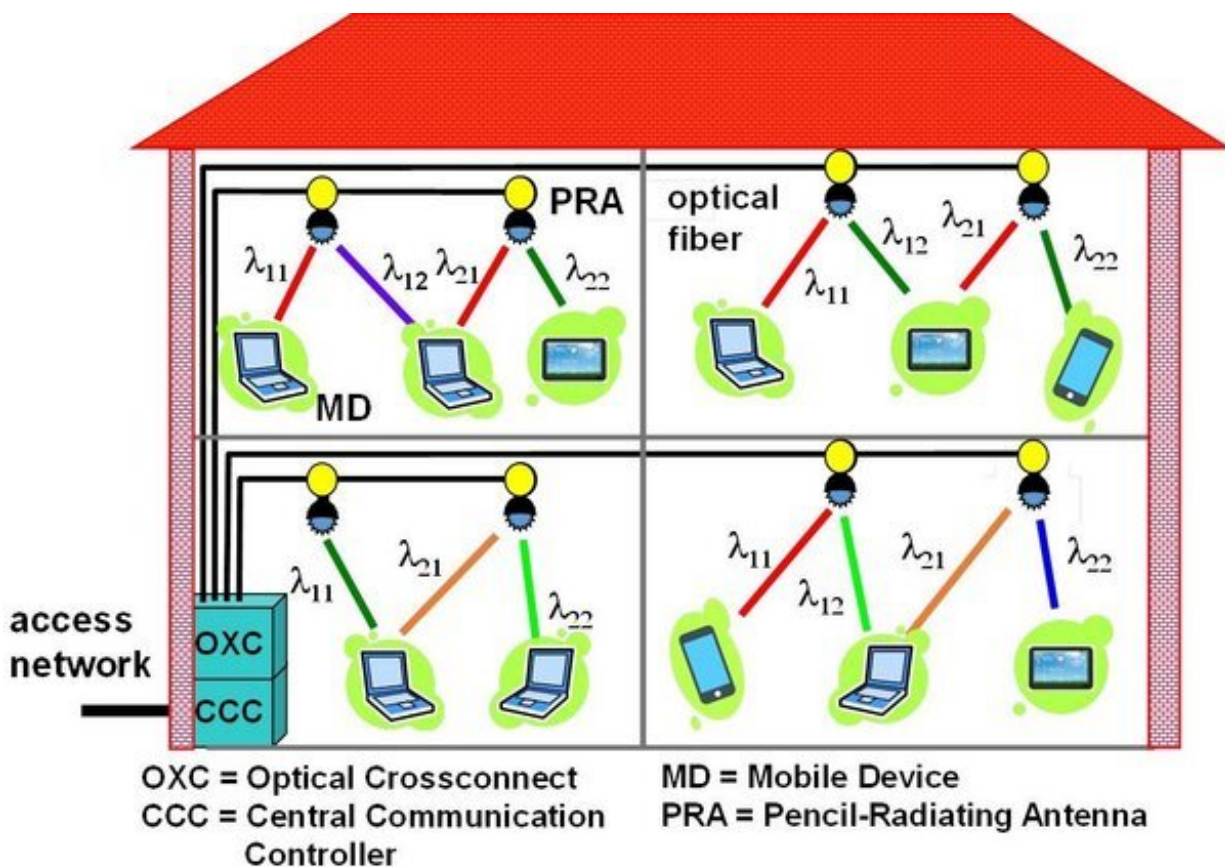 PRA
optical
fiber
λ11
λ12
λ21
λ22
λ11
λ12
λ21
λ22
MD
λ11
λ21
λ22
λ11
λ12
λ21
λ22
access
network
OXC
CCC
OXC = Optical Crossconnect
CCC = Central Communication
Controller
MD = Mobile Device
PRA = Pencil-Radiating Antenna